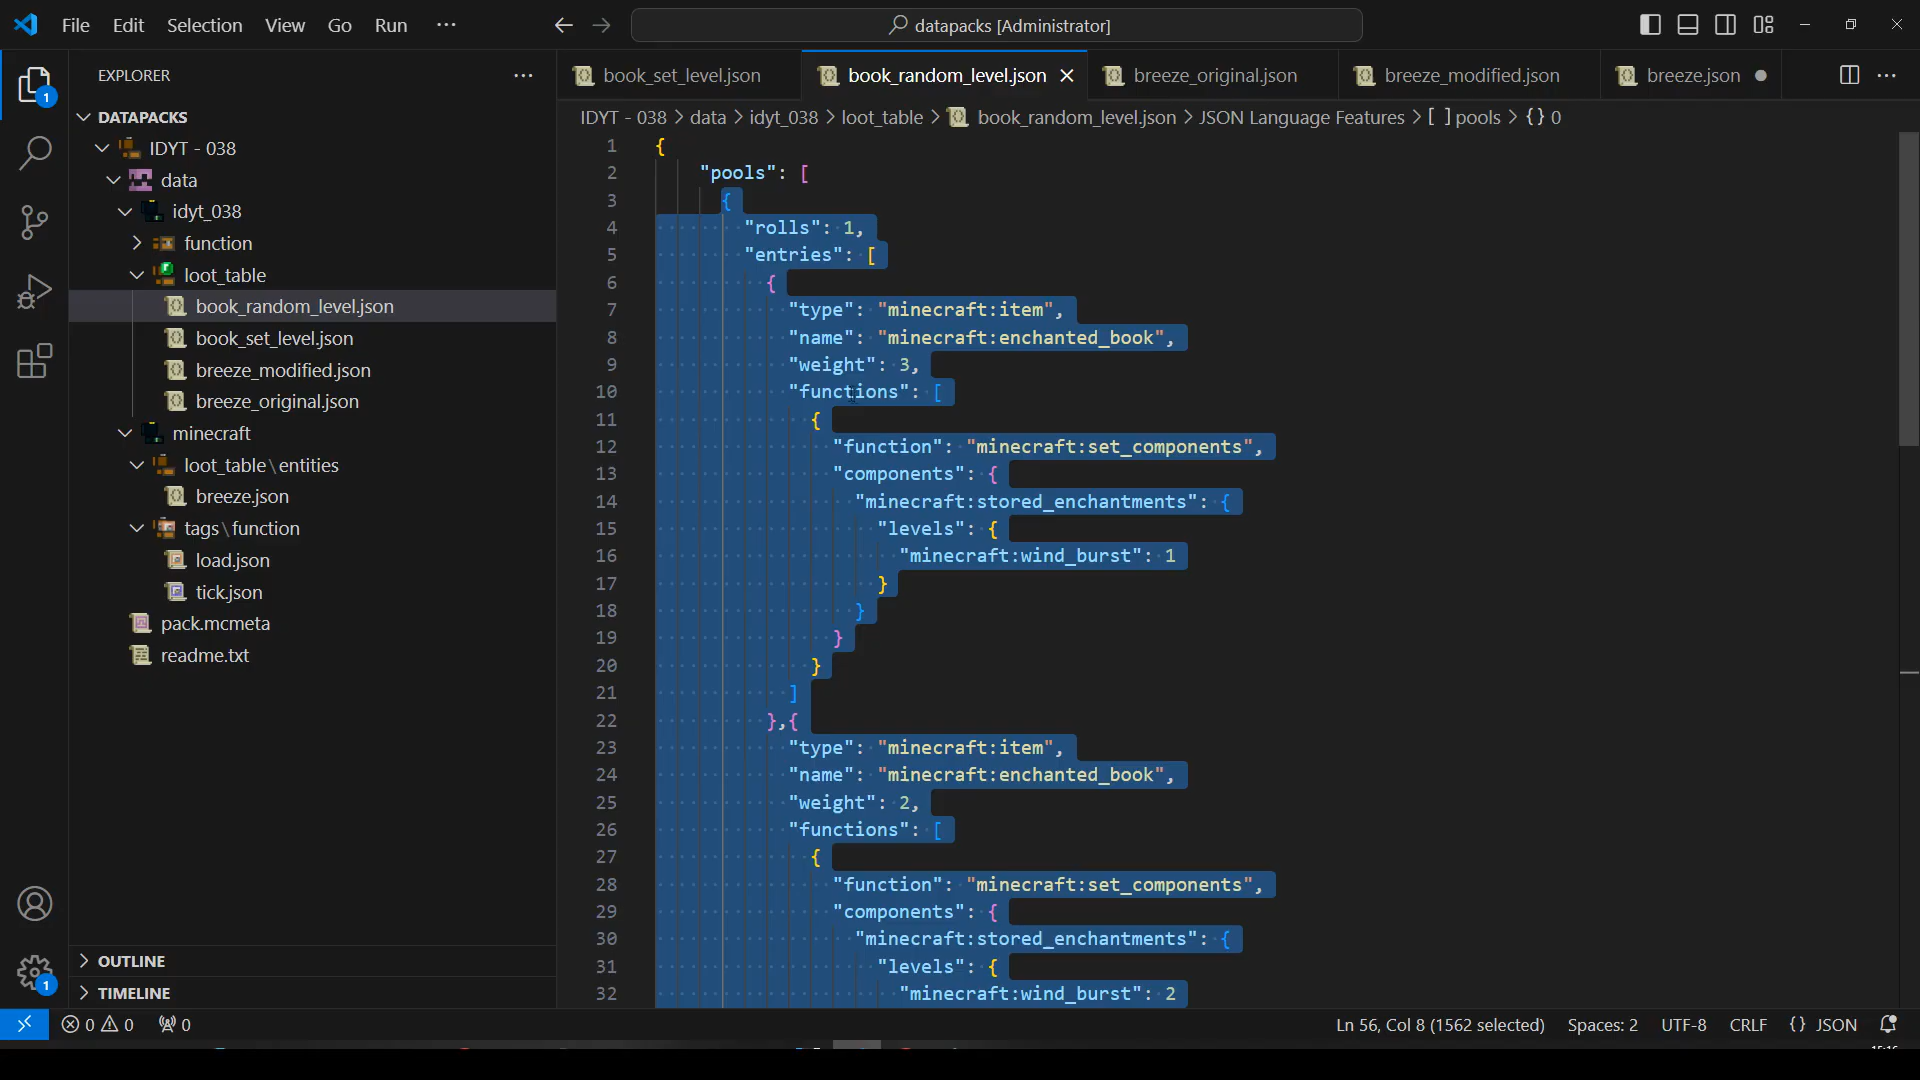 File Edit Selection View Go Run ···
datapacks [Administrator]
EXPLORER
DATAPACKS
IDYT - 038
data
idyt_038
function
loot_table
book_random_level.json
book_set_level.json
breeze_modified.json
breeze_original.json
minecraft
loot_table\entities
breeze.json
tags\function
load.json
tick.json
pack.mcmeta
readme.txt
OUTLINE
TIMELINE
1
1
book_set_level.json book_random_level.json breeze_original.json breeze_modified.json breeze.json
IDYT - 038 > data > idyt_038 > loot_table > book_random_level.json > JSON Language Features > [ ] pools > {} 0
1 {
2 "pools": [
3 {
4 "rolls": 1,
5 "entries": [
6 {
7 "type": "minecraft:item",
8 "name": "minecraft:enchanted_book",
9 "weight": 3,
10 "functions": [
11 {
12 "function": "minecraft:set_components",
13 "components": {
14 "minecraft:stored_enchantments": {
15 "levels": {
16 "minecraft:wind_burst": 1
17 }
18 }
19 }
20 }
21 ]
22 },{
23 "type": "minecraft:item",
24 "name": "minecraft:enchanted_book",
25 "weight": 2,
26 "functions": [
27 {
28 "function": "minecraft:set_components",
29 "components": {
30 "minecraft:stored_enchantments": {
31 "levels": {
32 "minecraft:wind_burst": 2
0 0 0
Ln 56, Col 8 (1562 selected) Spaces: 2 UTF-8 CRLF {} JSON